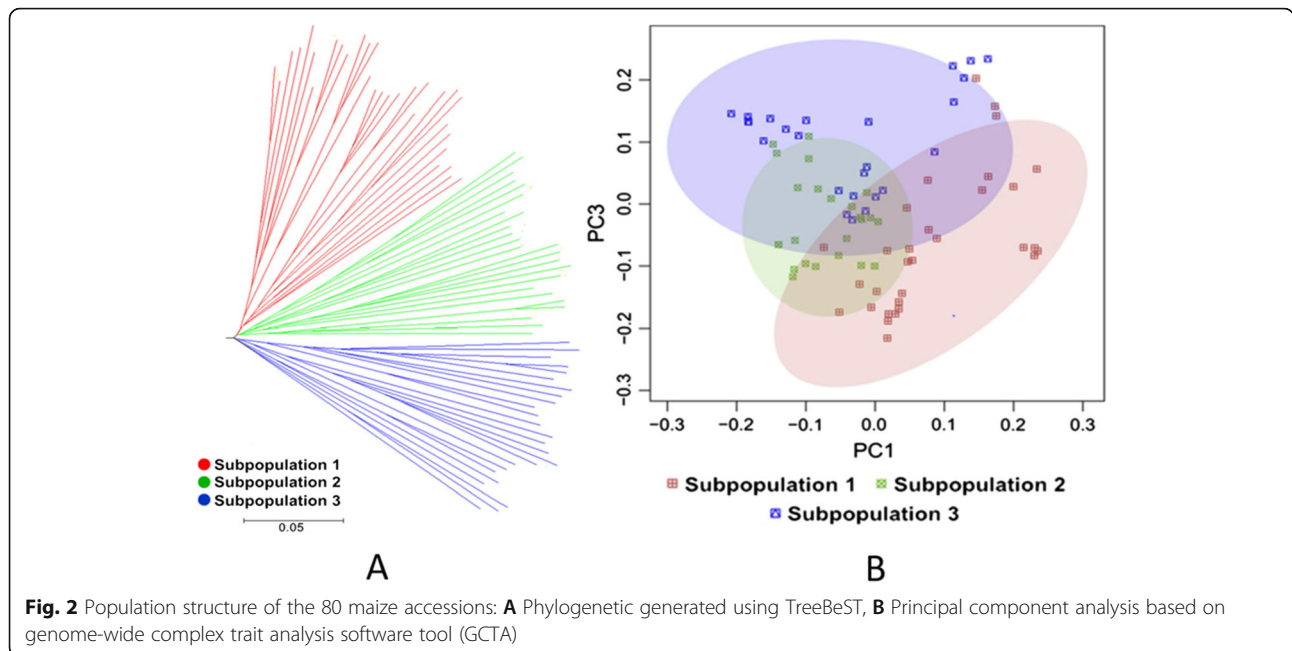 Subpopulation 1
Subpopulation 2
Subpopulation 3
0.05
A
0.2
0.1
0.0
−0.1
−0.2
−0.3
PC3
−0.3 −0.2 −0.1 0.0 0.1 0.2 0.3
PC1
Subpopulation 1 Subpopulation 2
Subpopulation 3
B
Fig. 2 Population structure of the 80 maize accessions: A Phylogenetic generated using TreeBeST, B Principal component analysis based on
genome-wide complex trait analysis software tool (GCTA)